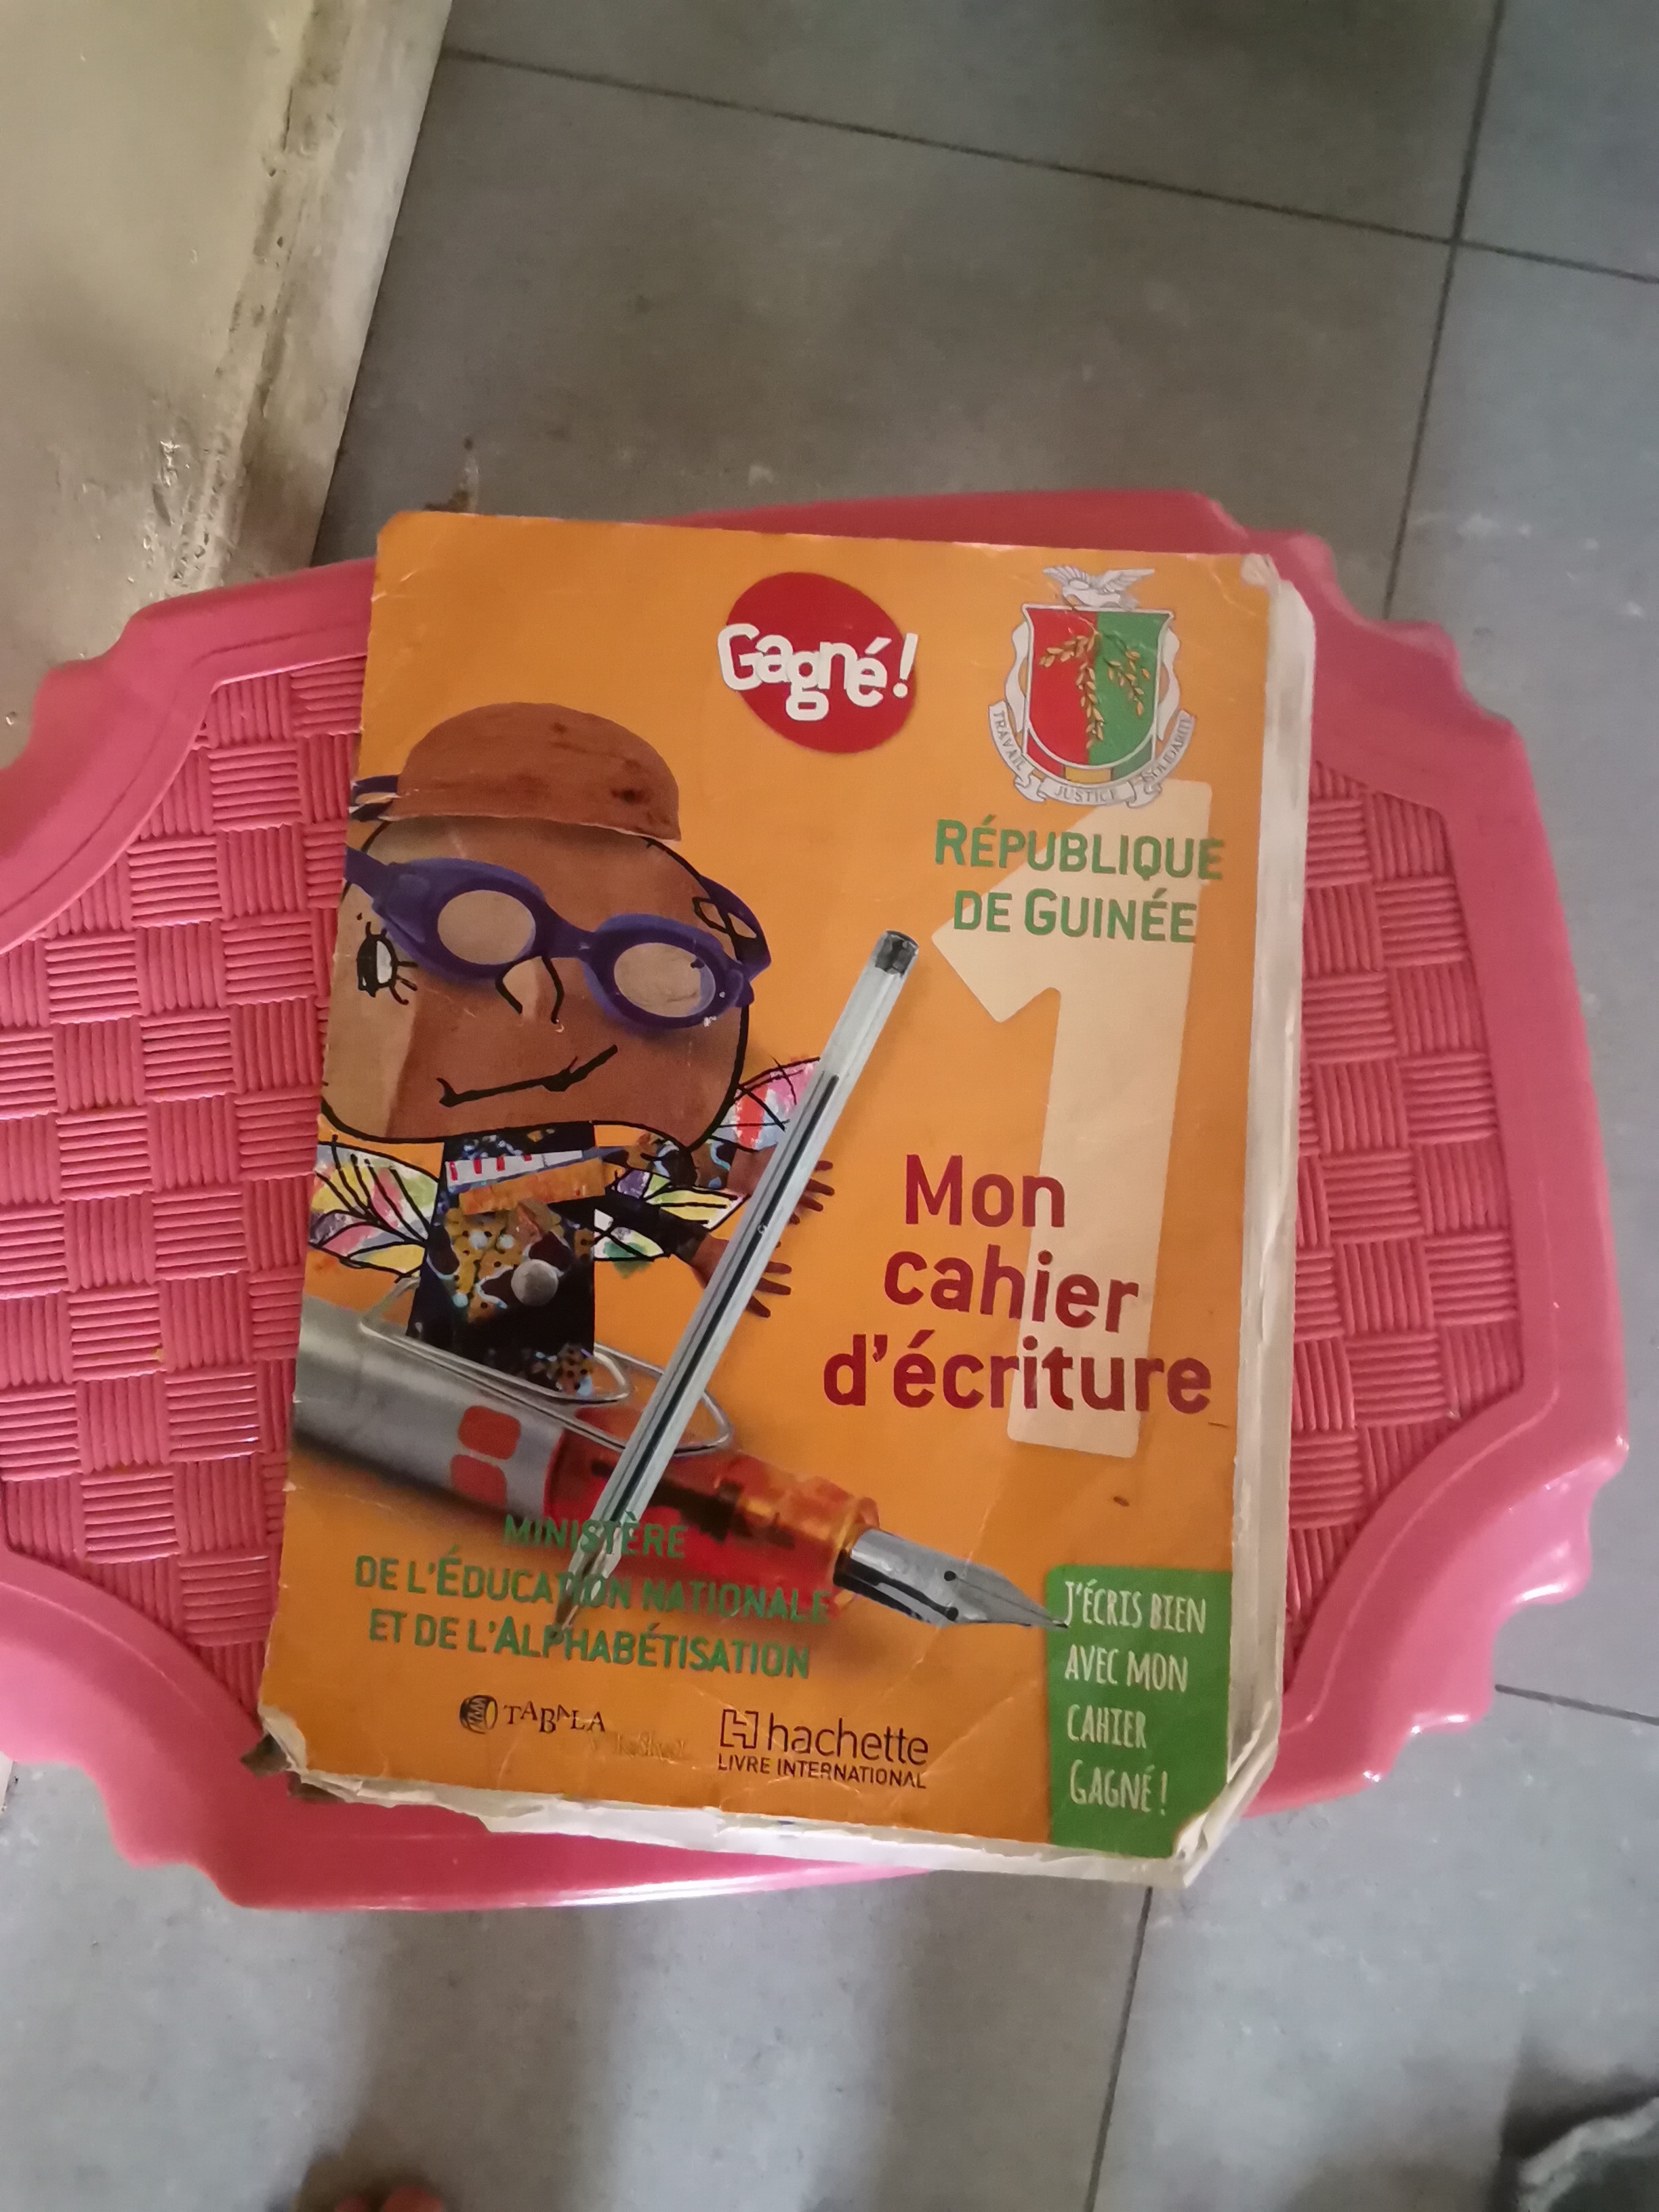 Gagné!
TRAVAIL JUSTICE SOLIDARITÉ
1
RÉPUBLIQUE
DE GUINÉE
Mon
cahier
d'écriture
MINISTÈRE
DE L'ÉDUCATION NATIONALE
ET DE L'ALPHABÉTISATION
J'ÉCRIS BIEN
AVEC MON
CAHIER
GAGNÉ!
TABALA
hachette
LIVRE INTERNATIONAL